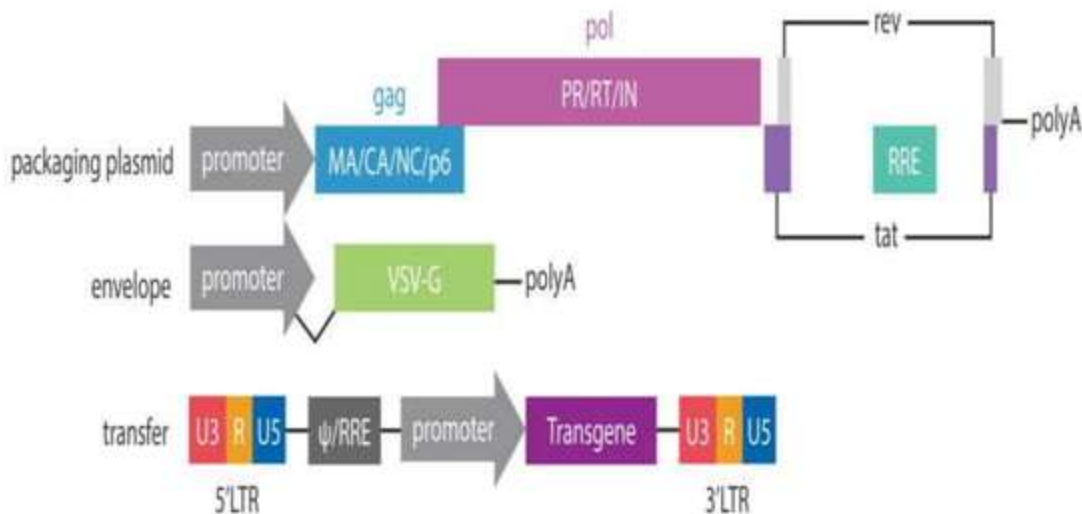 pol
rev
gag
PR/RT/IN
packaging plasmid
promoter
MA/CA/NC/p6
RRE
polyA
tat
envelope
promoter
VSV-G
polyA
transfer
U3 R U5
ψ/RRE
promoter
Transgene
U3 R U5
5'LTR
3'LTR